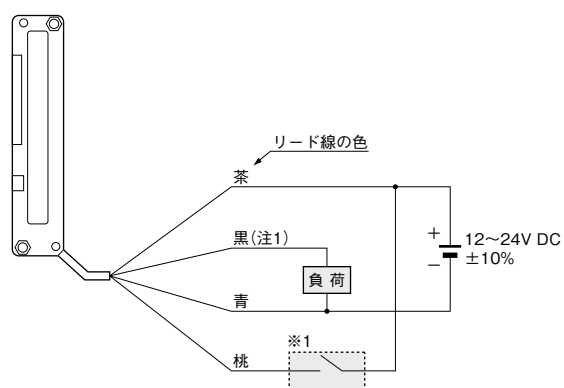 リード線の色
茶
黒(注1)
負荷
青
※1
桃
+
－
12～24V DC
±10%